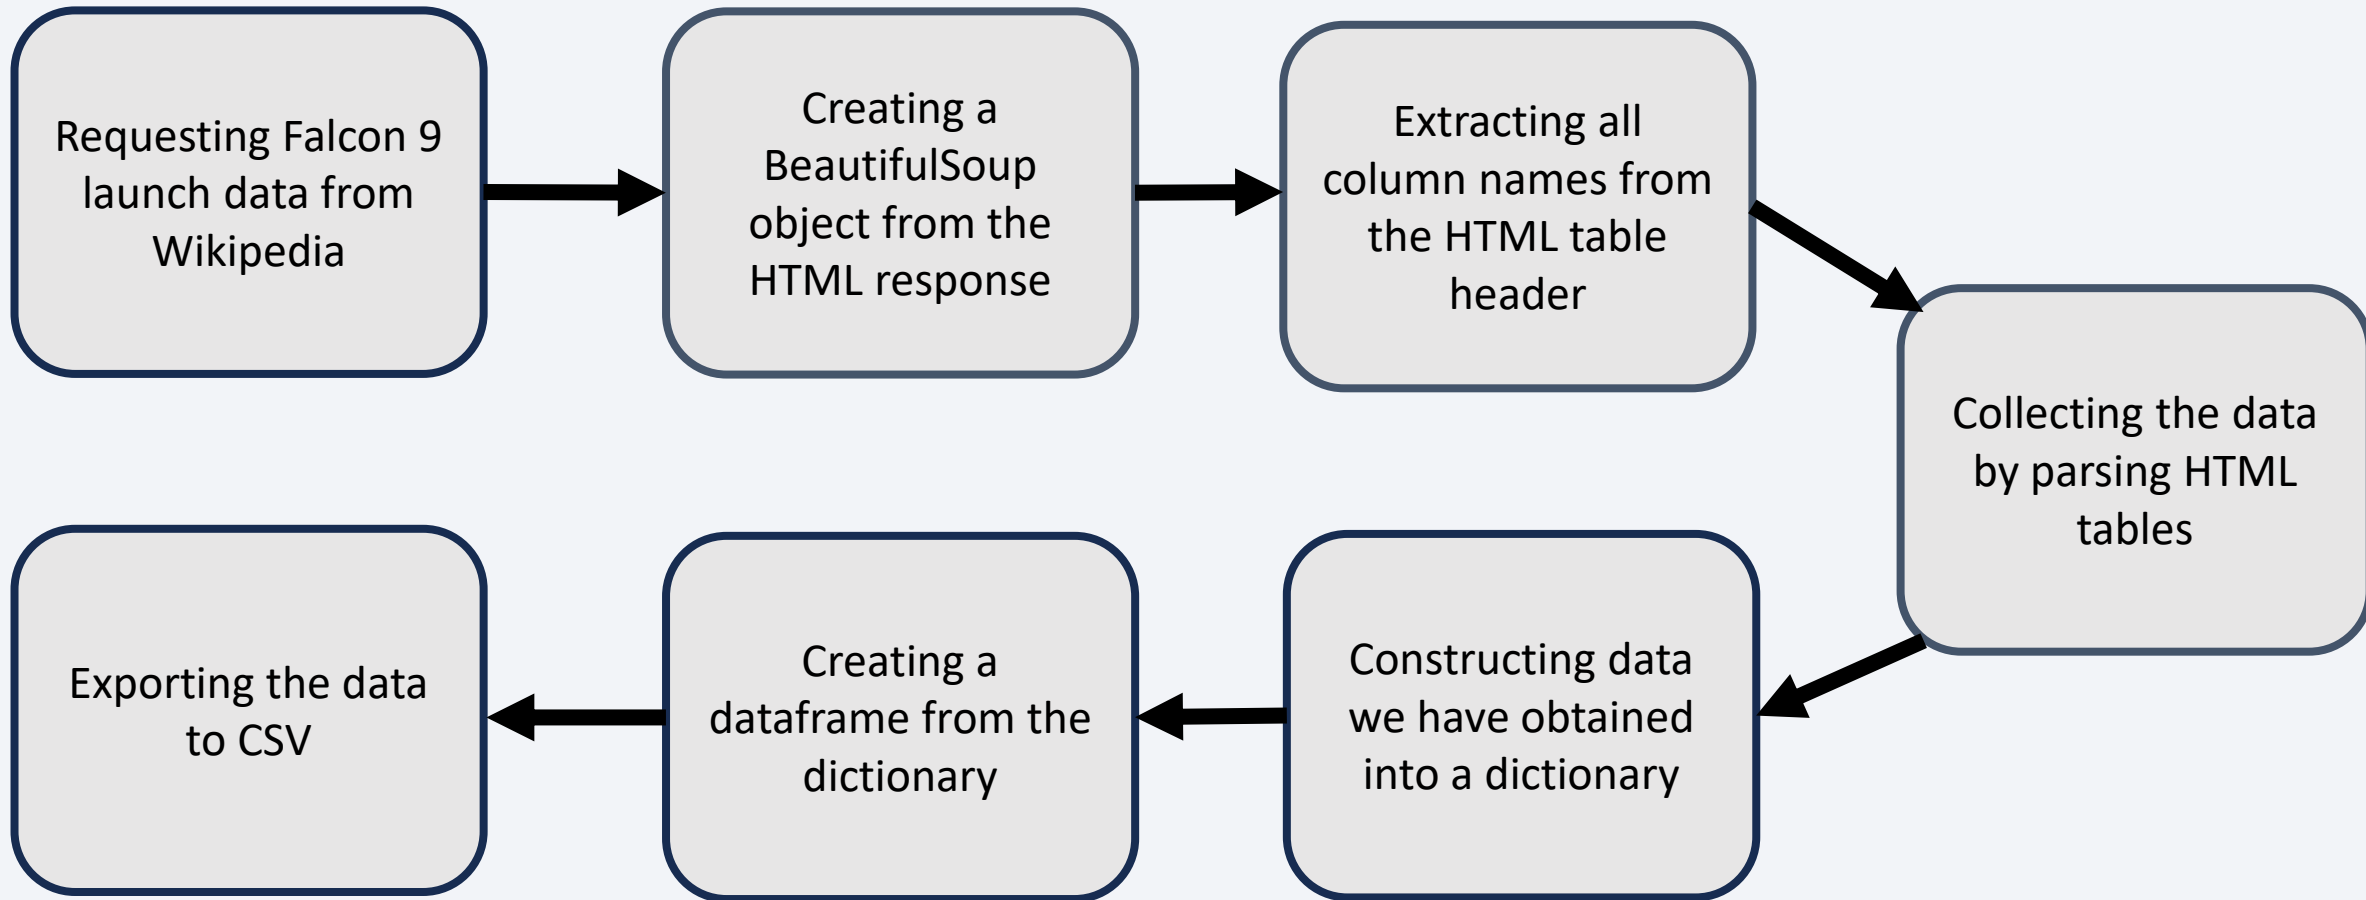 Requesting Falcon 9
launch data from
Wikipedia
Creating a
BeautifulSoup
object from the
HTML response
Extracting all
column names from
the HTML table
header
Collecting the data
by parsing HTML
tables
Constructing data
we have obtained
into a dictionary
Creating a
dataframe from the
dictionary
Exporting the data
to CSV